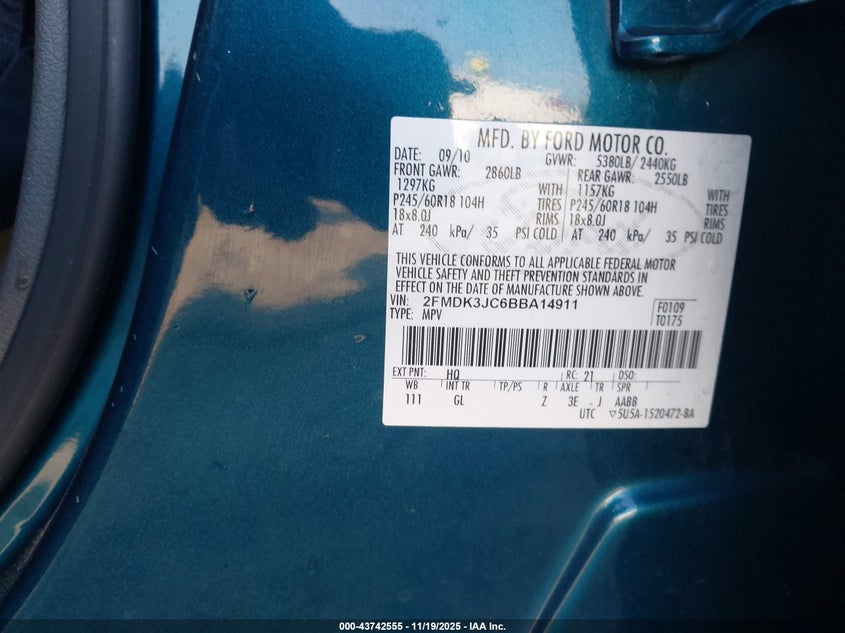 MFD. BY FORD MOTOR CO.
DATE: 09/10 GVWR: 5380LB/ 2440KG
FRONT GAWR: 2860LB REAR GAWR: 2550LB
1297KG WITH 1157KG WITH
P245/60R18 104H TIRES P245/60R18 104H TIRES
18x8.0J RIMS 18x8.0J RIMS
AT 240 kPa/ 35 PSI COLD AT 240 kPa/ 35 PSI COLD
THIS VEHICLE CONFORMS TO ALL APPLICABLE FEDERAL MOTOR
VEHICLE SAFETY AND THEFT PREVENTION STANDARDS IN
EFFECT ON THE DATE OF MANUFACTURE SHOWN ABOVE.
VIN: 2FMDK3JC6BBA14911 F0109
TYPE: MPV T0175
EXT PNT: HQ RC: 21 DSO:
WB INT TR TP/PS R AXLE TR SPR
111 GL Z 3E J AABB
UTC ▽5U5A-1520472-BA
000-43742555 - 11/19/2025 - IAA Inc.